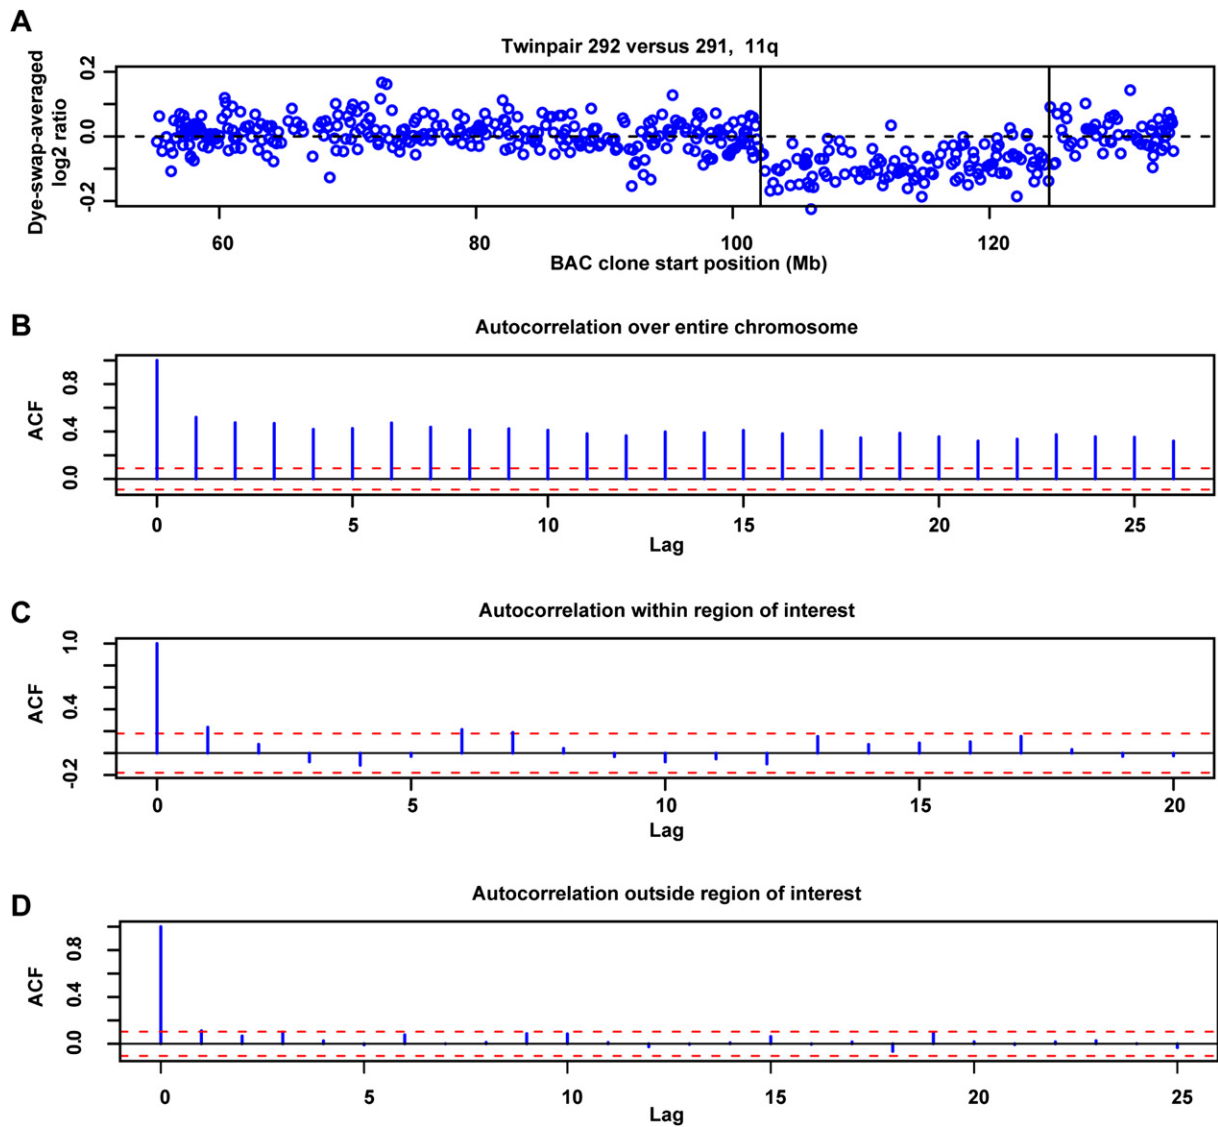 A
Twinpair 292 versus 291, 11q
Dye-swap-averaged
log2 ratio
0.2
0.0
-0.2
60 80 100 120
BAC clone start position (Mb)
B
Autocorrelation over entire chromosome
ACF
0.8
0.4
0.0
0 5 10 15 20 25
Lag
C
Autocorrelation within region of interest
ACF
1.0
0.4
-0.2
0 5 10 15 20
Lag
D
Autocorrelation outside region of interest
ACF
0.8
0.4
0.0
0 5 10 15 20 25
Lag